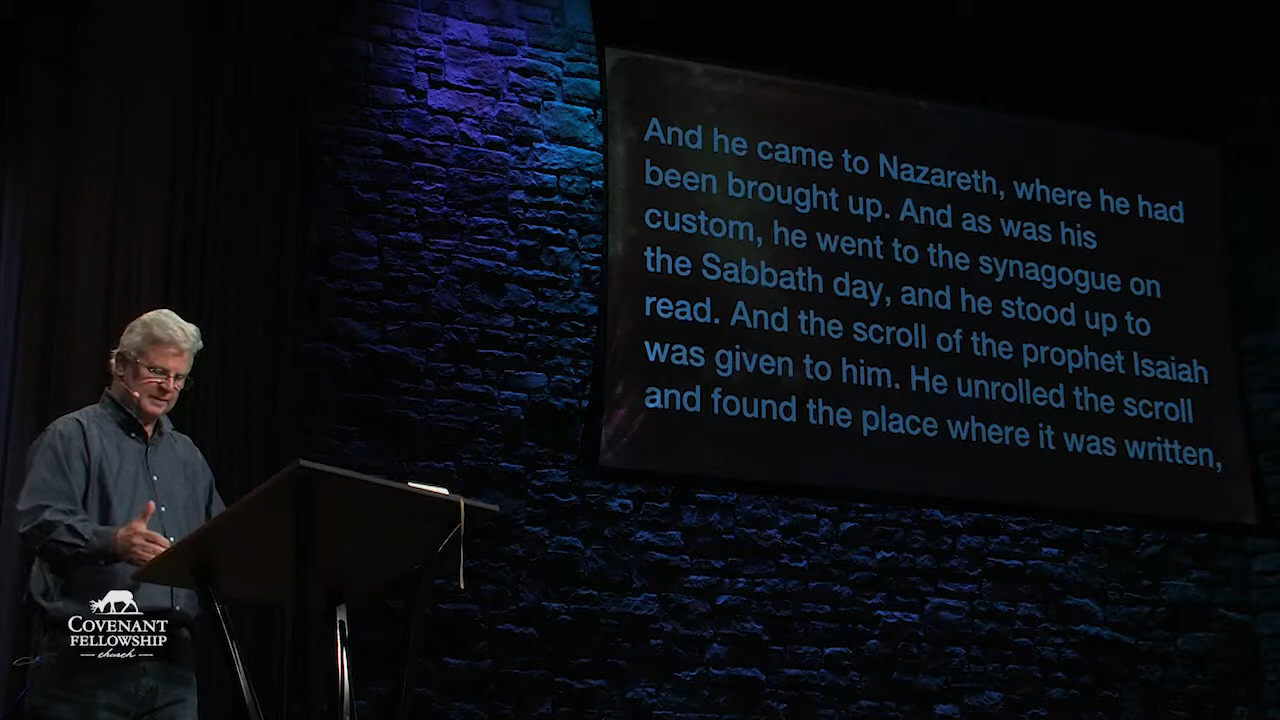 And he came to Nazareth, where he had
been brought up. And as was his
custom, he went to the synagogue on
the Sabbath day, and he stood up to
read. And the scroll of the prophet Isaiah
was given to him. He unrolled the scroll
and found the place where it was written,
COVENANT
FELLOWSHIP
church